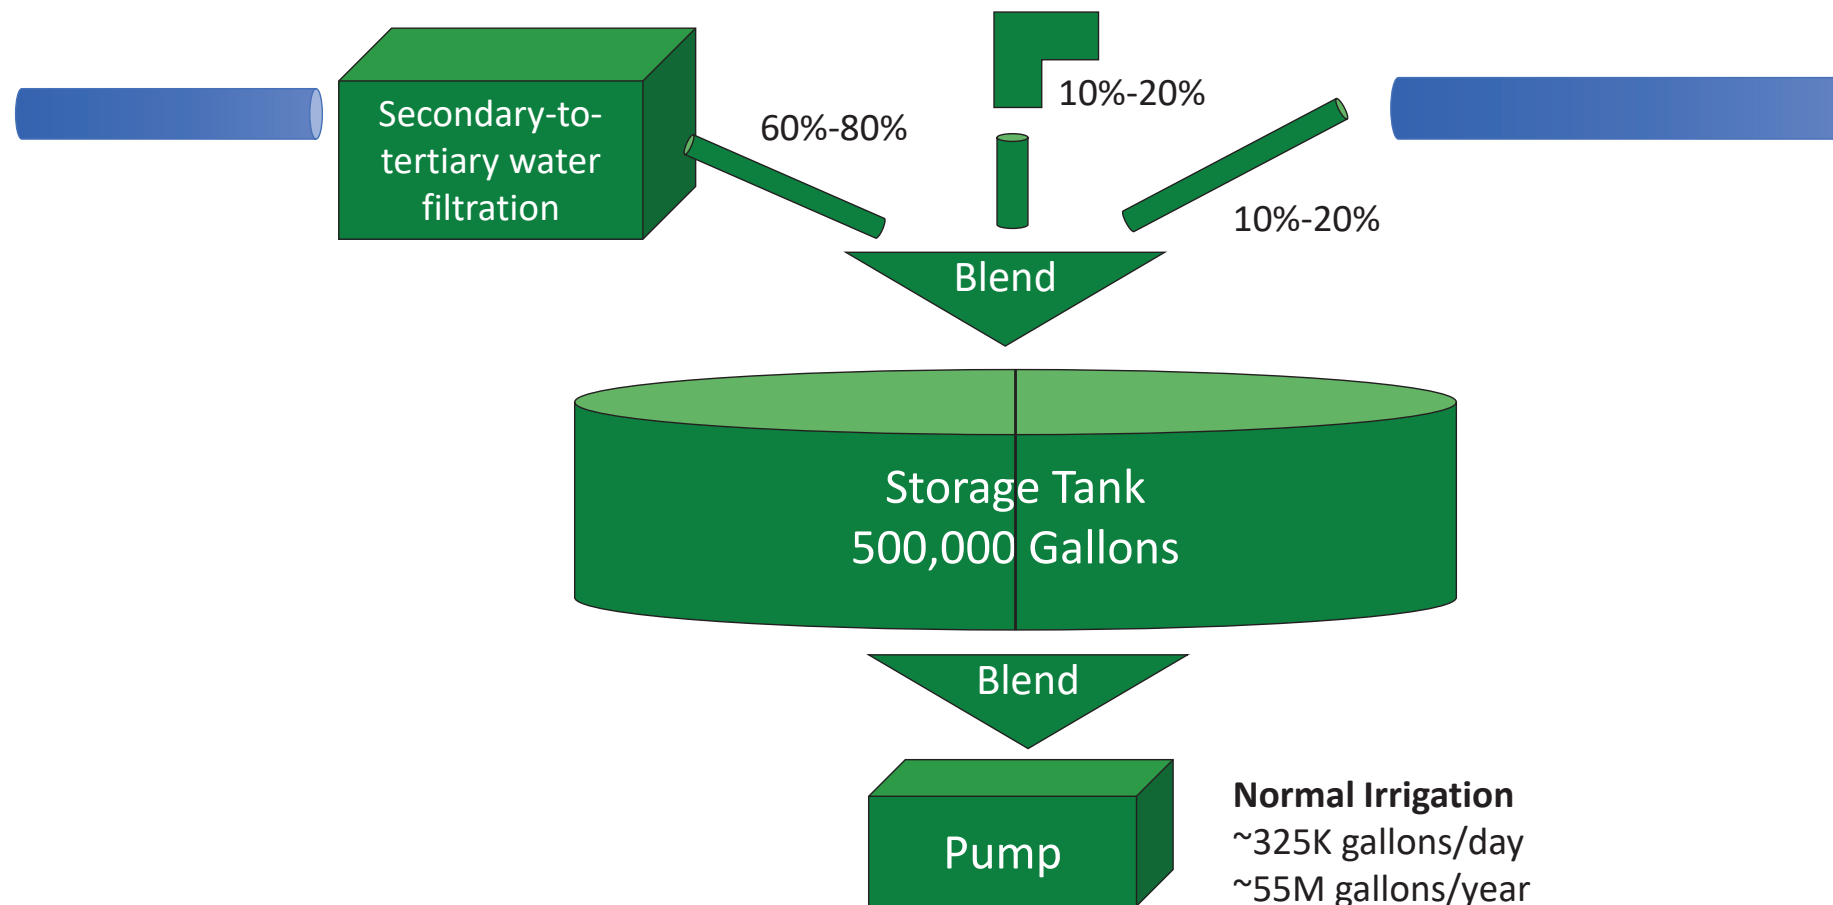 Secondary-to-
tertiary water
filtration
60%-80%
10%-20%
10%-20%
Blend
Storage Tank
500,000 Gallons
Blend
Pump
Normal Irrigation
~325K gallons/day
~55M gallons/year